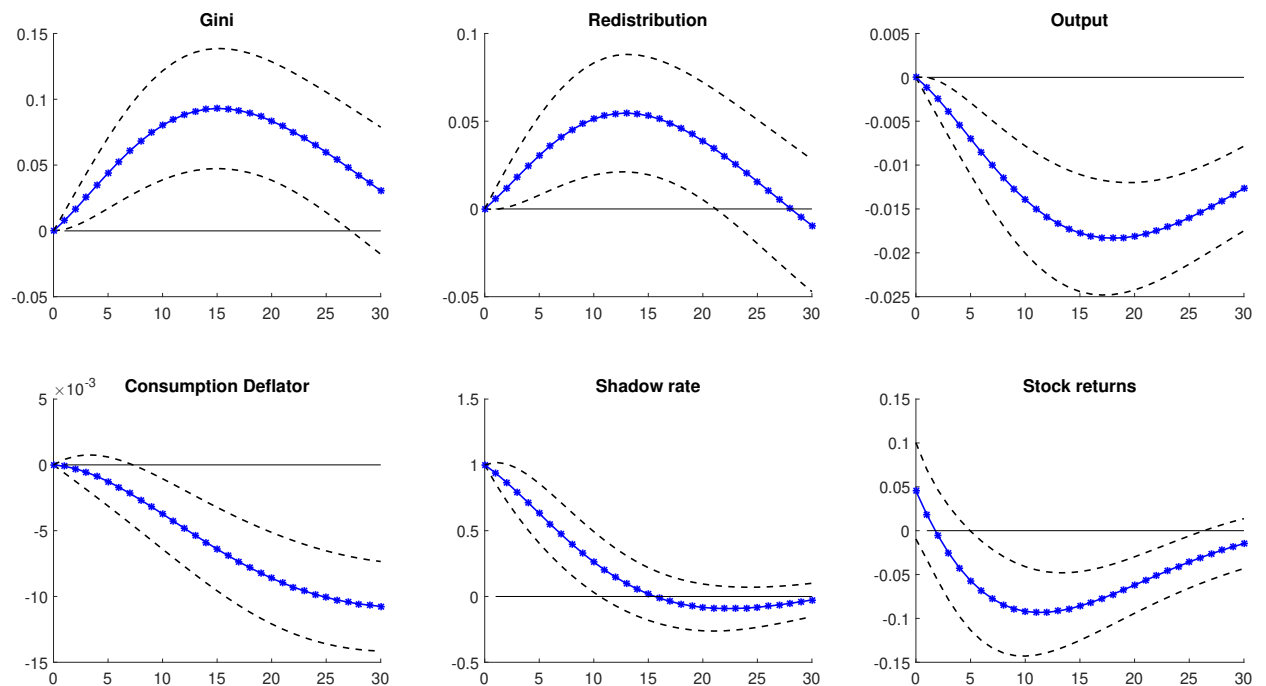 Gini
0.15
0.1
0.05
0
-0.05
0 5 10 15 20 25 30
Redistribution
0.1
0.05
0
-0.05
0 5 10 15 20 25 30
Output
0.005
0
-0.005
-0.01
-0.015
-0.02
-0.025
0 5 10 15 20 25 30
×10-3 Consumption Deflator
5
0
-5
-10
-15
0 5 10 15 20 25 30
Shadow rate
1.5
1
0.5
0
-0.5
0 5 10 15 20 25 30
Stock returns
0.15
0.1
0.05
0
-0.05
-0.1
-0.15
0 5 10 15 20 25 30